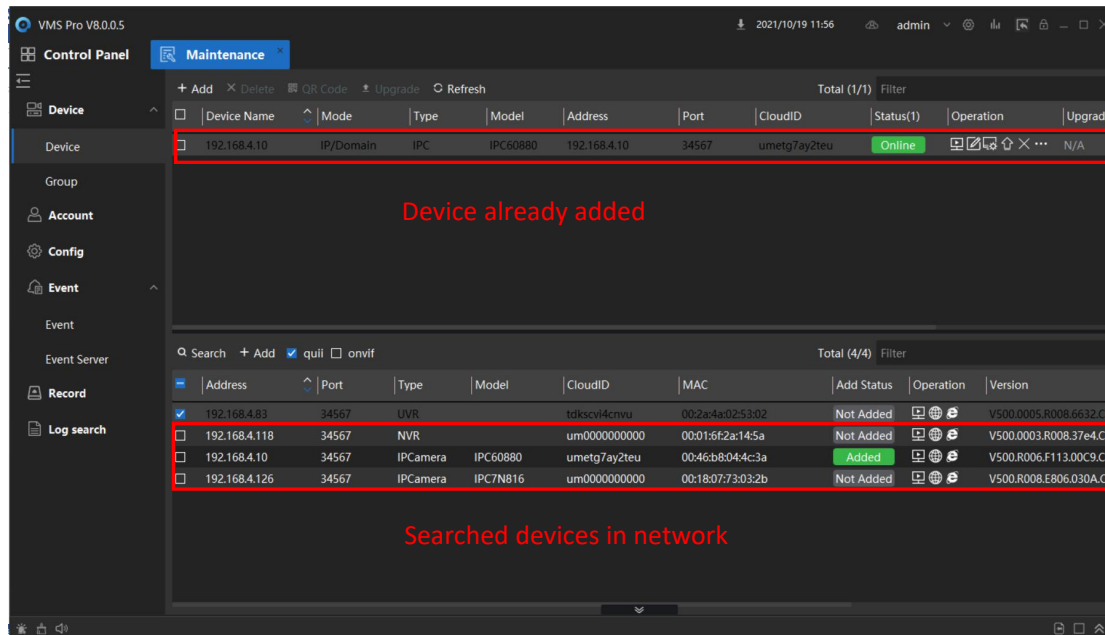 VMS Pro V8.0.0.5
2021/10/19 11:56 admin
Control Panel Maintenance
+ Add Delete QR Code Upgrade Refresh Total (1/1) Filter
Device
Device Name Mode Type Model Address Port CloudID Status(1) Operation Upgrad
Device
192.168.4.10 IP/Domain IPC IPC60880 192.168.4.10 34567 umetg7ay2teu Online N/A
Group
Device already added
Account
Config
Event
Event
Search + Add quii onvif Total (4/4) Filter
Event Server
Address Port Type Model CloudID MAC Add Status Operation Version
Record
192.168.4.83 34567 UVR tdkscvi4cnvu 00:2a:4a:02:53:02 Not Added V500.0005.R008.6632.C
Log search
192.168.4.118 34567 NVR um0000000000 00:01:6f:2a:14:5a Not Added V500.0003.R008.37e4.C
192.168.4.10 34567 IPCamera IPC60880 umetg7ay2teu 00:46:b8:04:4c:3a Added V500.R006.F113.00C9.C
192.168.4.126 34567 IPCamera IPC7N816 um0000000000 00:18:07:73:03:2b Not Added V500.R008.E806.030A.C
Searched devices in network